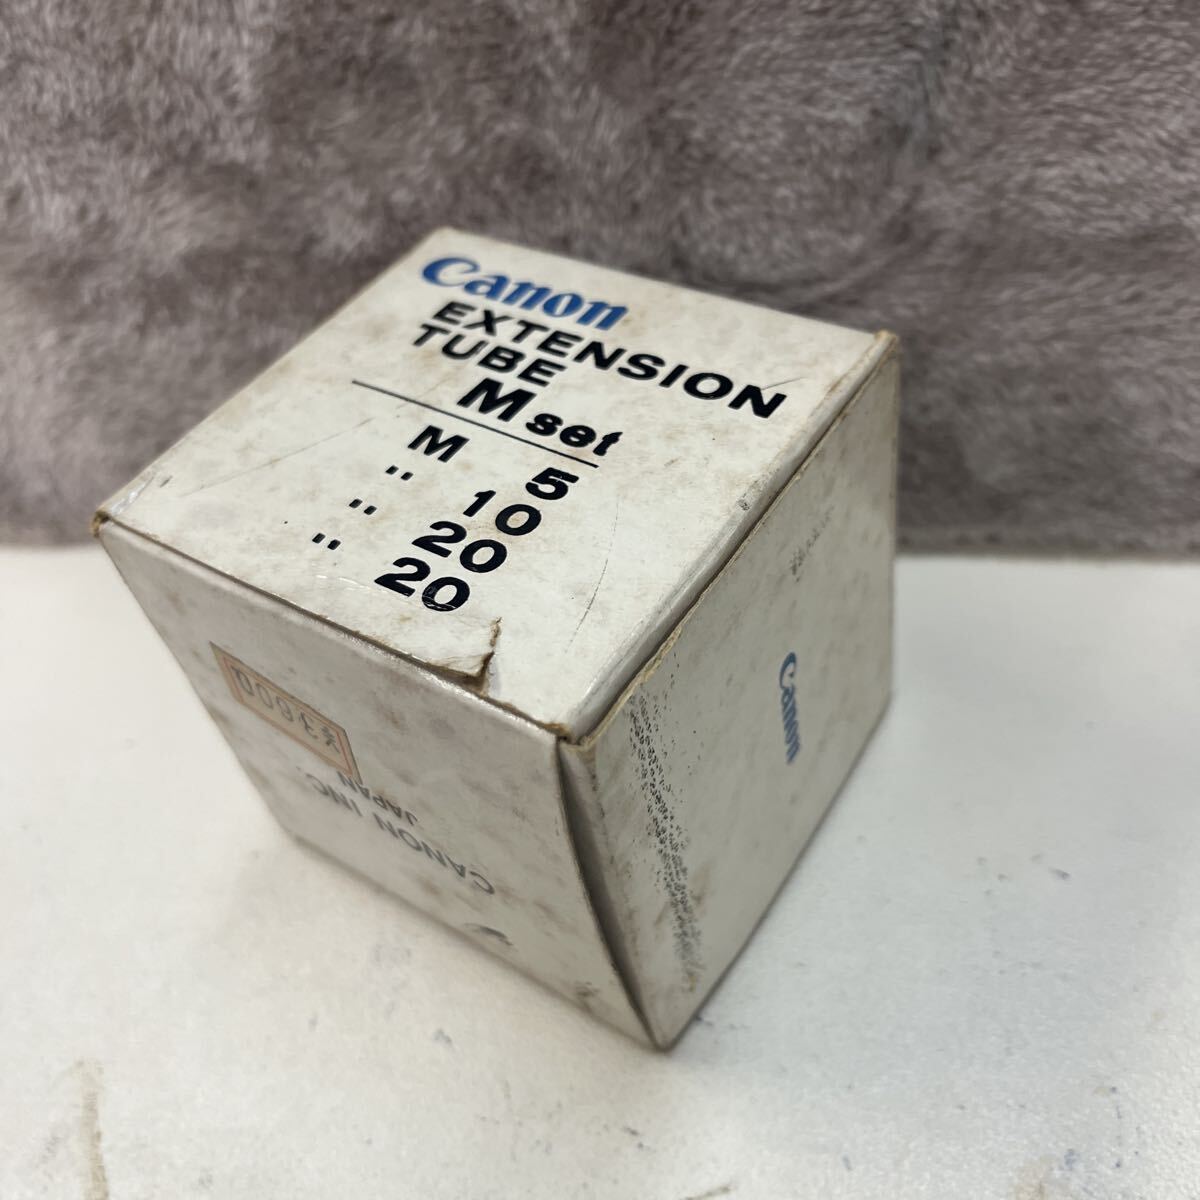 Canon
EXTENSION
TUBE
M set
M 5
" 10
" 20
" 20
¥3600
CANON INC.
JAPAN
Canon